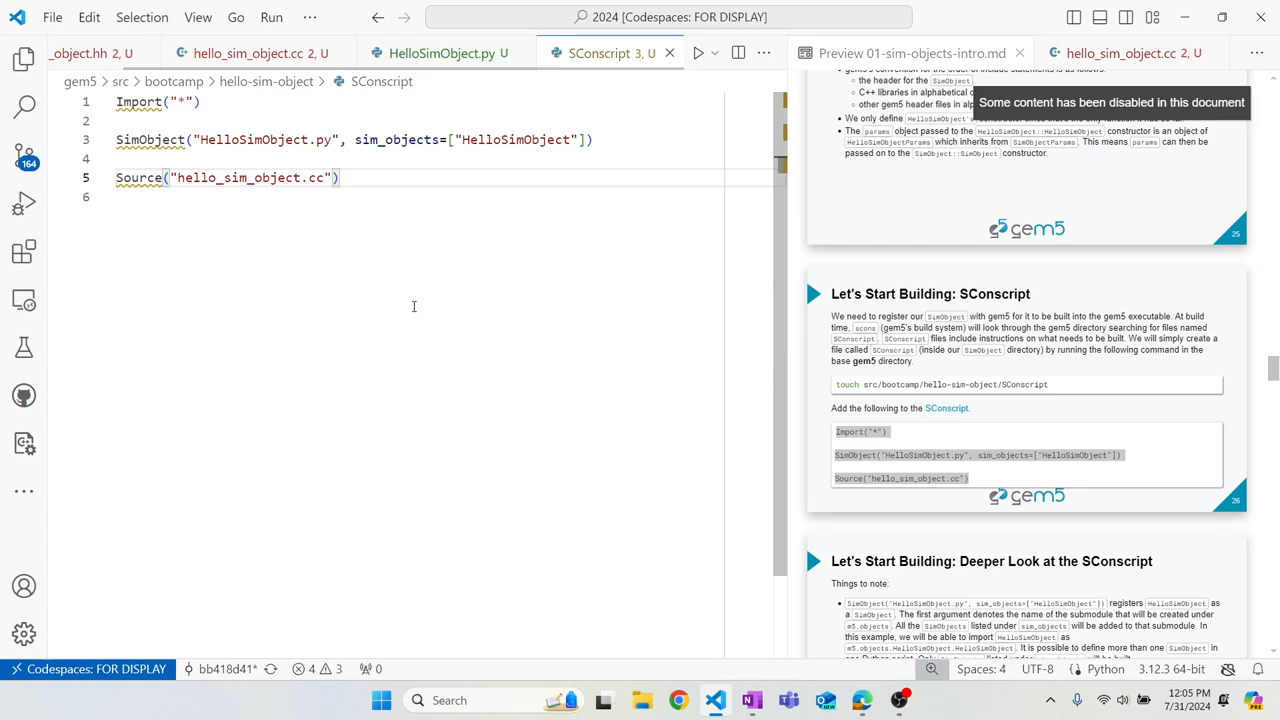 File Edit Selection View Go Run ··· 2024 [Codespaces: FOR DISPLAY]
_object.hh 2, U hello_sim_object.cc 2, U HelloSimObject.py U SConscript 3, U Preview 01-sim-objects-intro.md hello_sim_object.cc 2, U
gem5 > src > bootcamp > hello-sim-object > SConscript
1 Import("*")
2
3 SimObject("HelloSimObject.py", sim_objects=["HelloSimObject"])
4
5 Source("hello_sim_object.cc")
6
164
the header for the SimObject.
C++ libraries in alphabetical o
other gem5 header files in alp
Some content has been disabled in this document
We only define
The params object passed to the HelloSimObject::HelloSimObject constructor is an object of
HelloSimObjectParams which inherits from SimObjectParams. This means params can then be
passed on to the SimObject::SimObject constructor.
gem5
25
Let's Start Building: SConscript
We need to register our SimObject with gem5 for it to be built into the gem5 executable. At build
time, scons (gem5's build system) will look through the gem5 directory searching for files named
SConscript. SConscript files include instructions on what needs to be built. We will simply create a
file called SConscript (inside our SimObject directory) by running the following command in the
base gem5 directory.
touch src/bootcamp/hello-sim-object/SConscript
Add the following to the SConscript.
Import("*")
SimObject("HelloSimObject.py", sim_objects=["HelloSimObject"])
Source("hello_sim_object.cc")
gem5
26
Let's Start Building: Deeper Look at the SConscript
Things to note:
SimObject("HelloSimObject.py", sim_objects=["HelloSimObject"]) registers HelloSimObject as
a SimObject. The first argument denotes the name of the submodule that will be created under
m5.objects. All the SimObjects listed under sim_objects will be added to that submodule. In
this example, we will be able to import HelloSimObject as
m5.objects.HelloSimObject.HelloSimObject. It is possible to define more than one SimObject in
Codespaces: FOR DISPLAY bb418d41* 4 3 0 Spaces: 4 UTF-8 Python 3.12.3 64-bit
Search 12:05 PM
7/31/2024